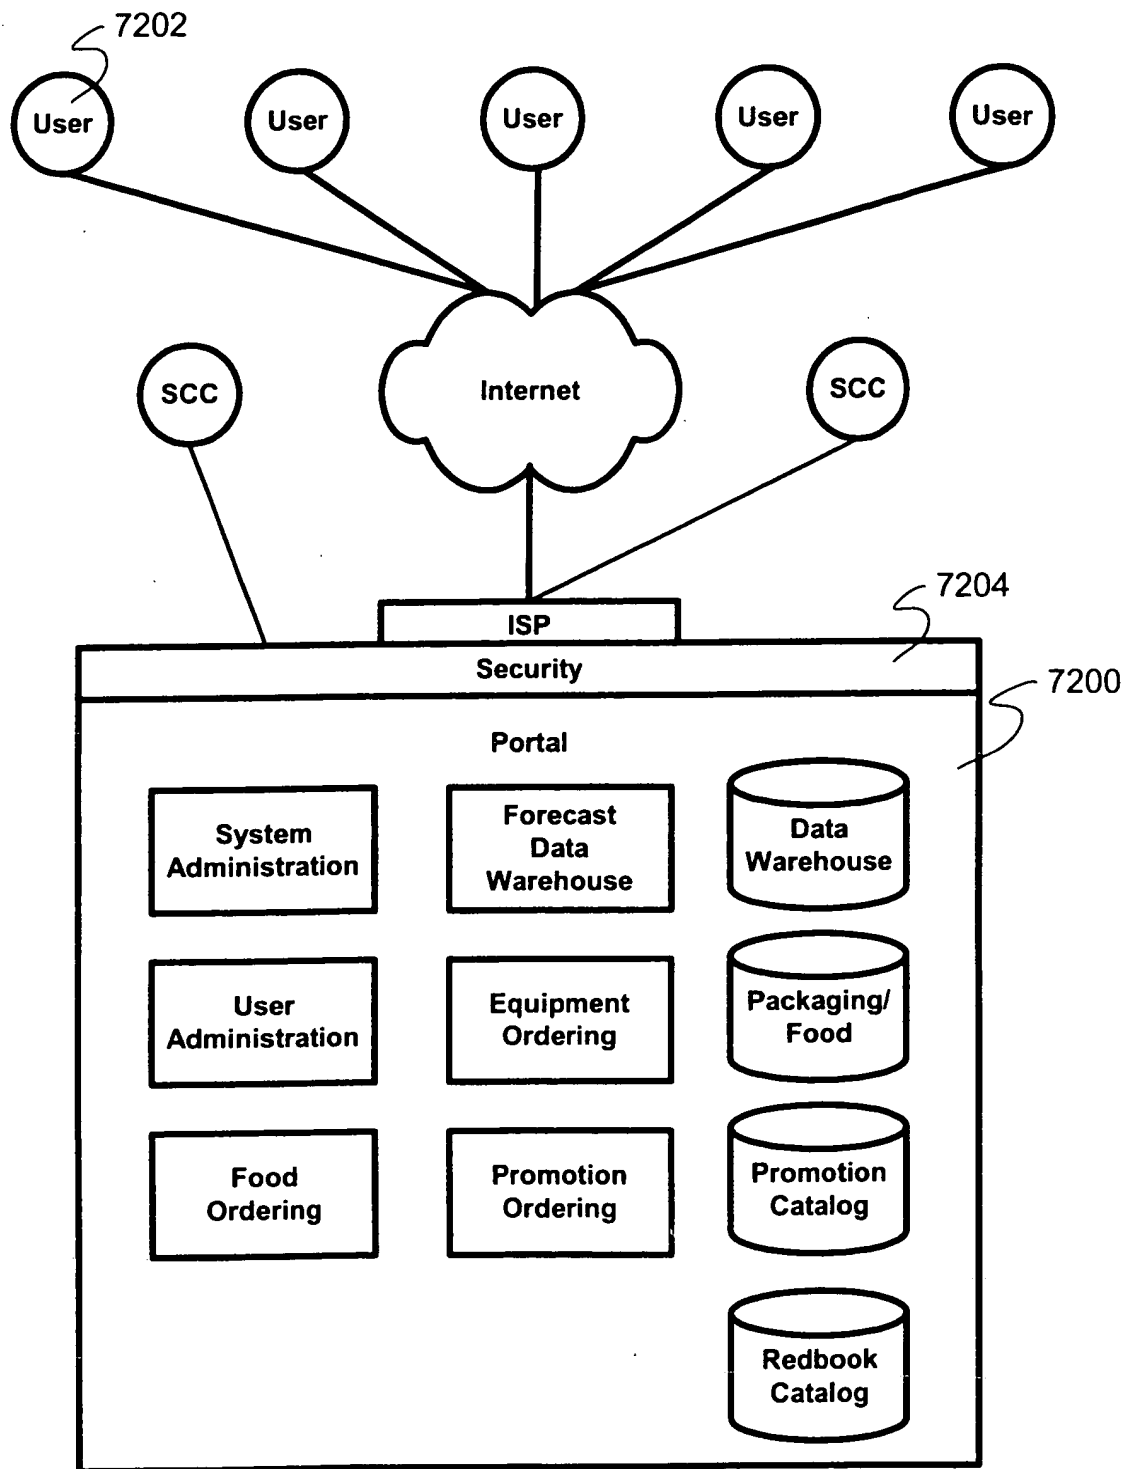 7202
User
User
User
User
User
SCC
Internet
SCC
ISP
7204
Security
7200
Portal
System
Administration
Forecast
Data
Warehouse
Data
Warehouse
User
Administration
Equipment
Ordering
Packaging/
Food
Food
Ordering
Promotion
Ordering
Promotion
Catalog
Redbook
Catalog